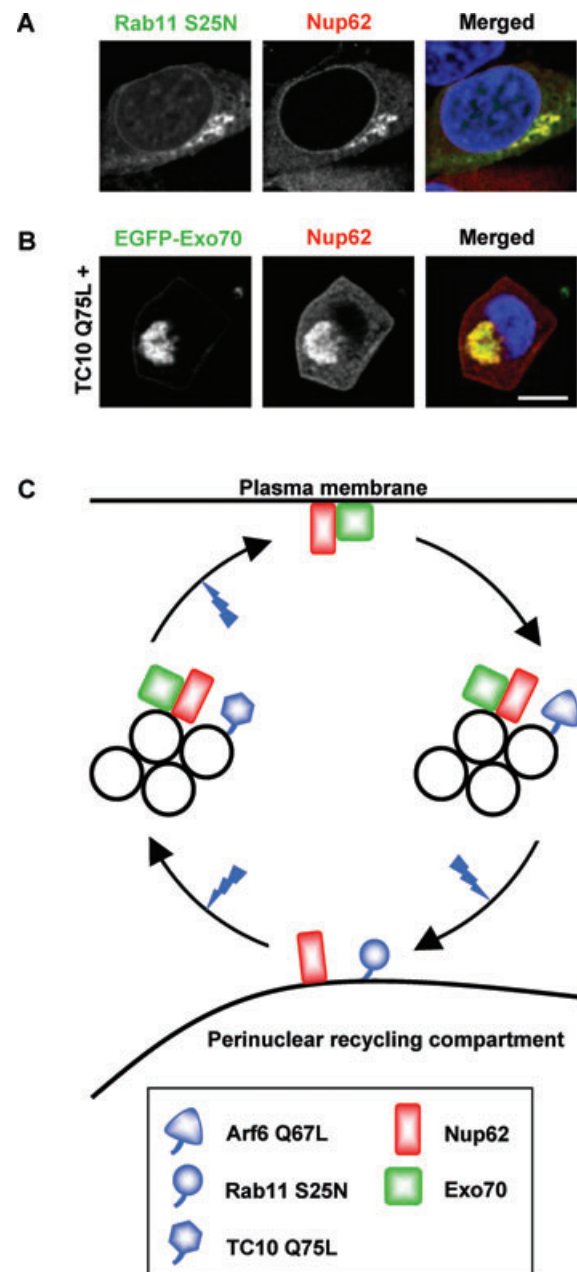 A
Rab11 S25N Nup62 Merged
B
EGFP-Exo70 Nup62 Merged
TC10 Q75L +
C
Plasma membrane
Perinuclear recycling compartment
Arf6 Q67L Nup62
Rab11 S25N Exo70
TC10 Q75L